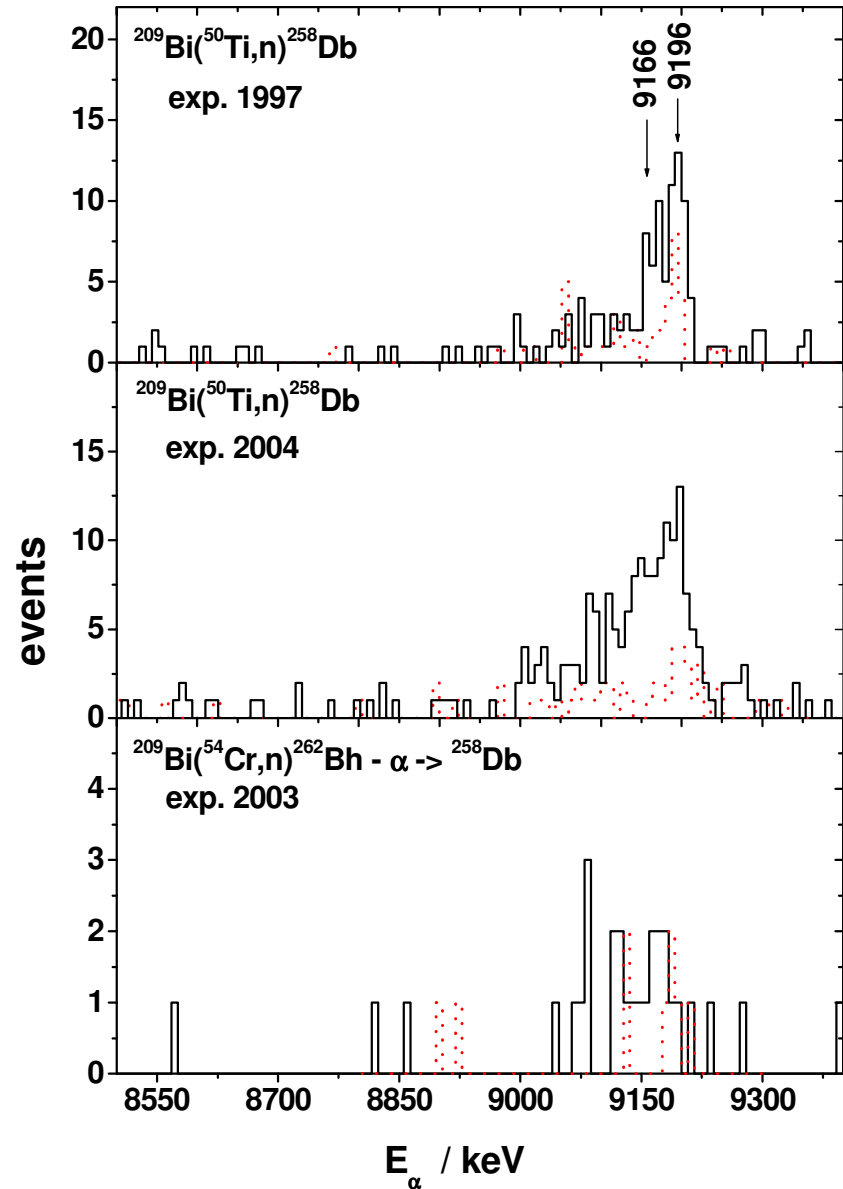 ²⁰⁹Bi(⁵⁰Ti,n)²⁵⁸Db
exp. 1997
9166
9196
20
15
10
5
0
²⁰⁹Bi(⁵⁰Ti,n)²⁵⁸Db
exp. 2004
15
10
5
0
events
²⁰⁹Bi(⁵⁴Cr,n)²⁶²Bh - α -> ²⁵⁸Db
exp. 2003
4
3
2
1
0
8550 8700 8850 9000 9150 9300
E_α / keV